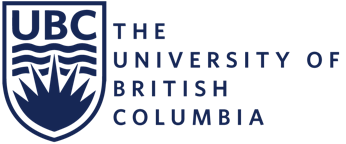 UBC
THE
UNIVERSITY OF
BRITISH
COLUMBIA